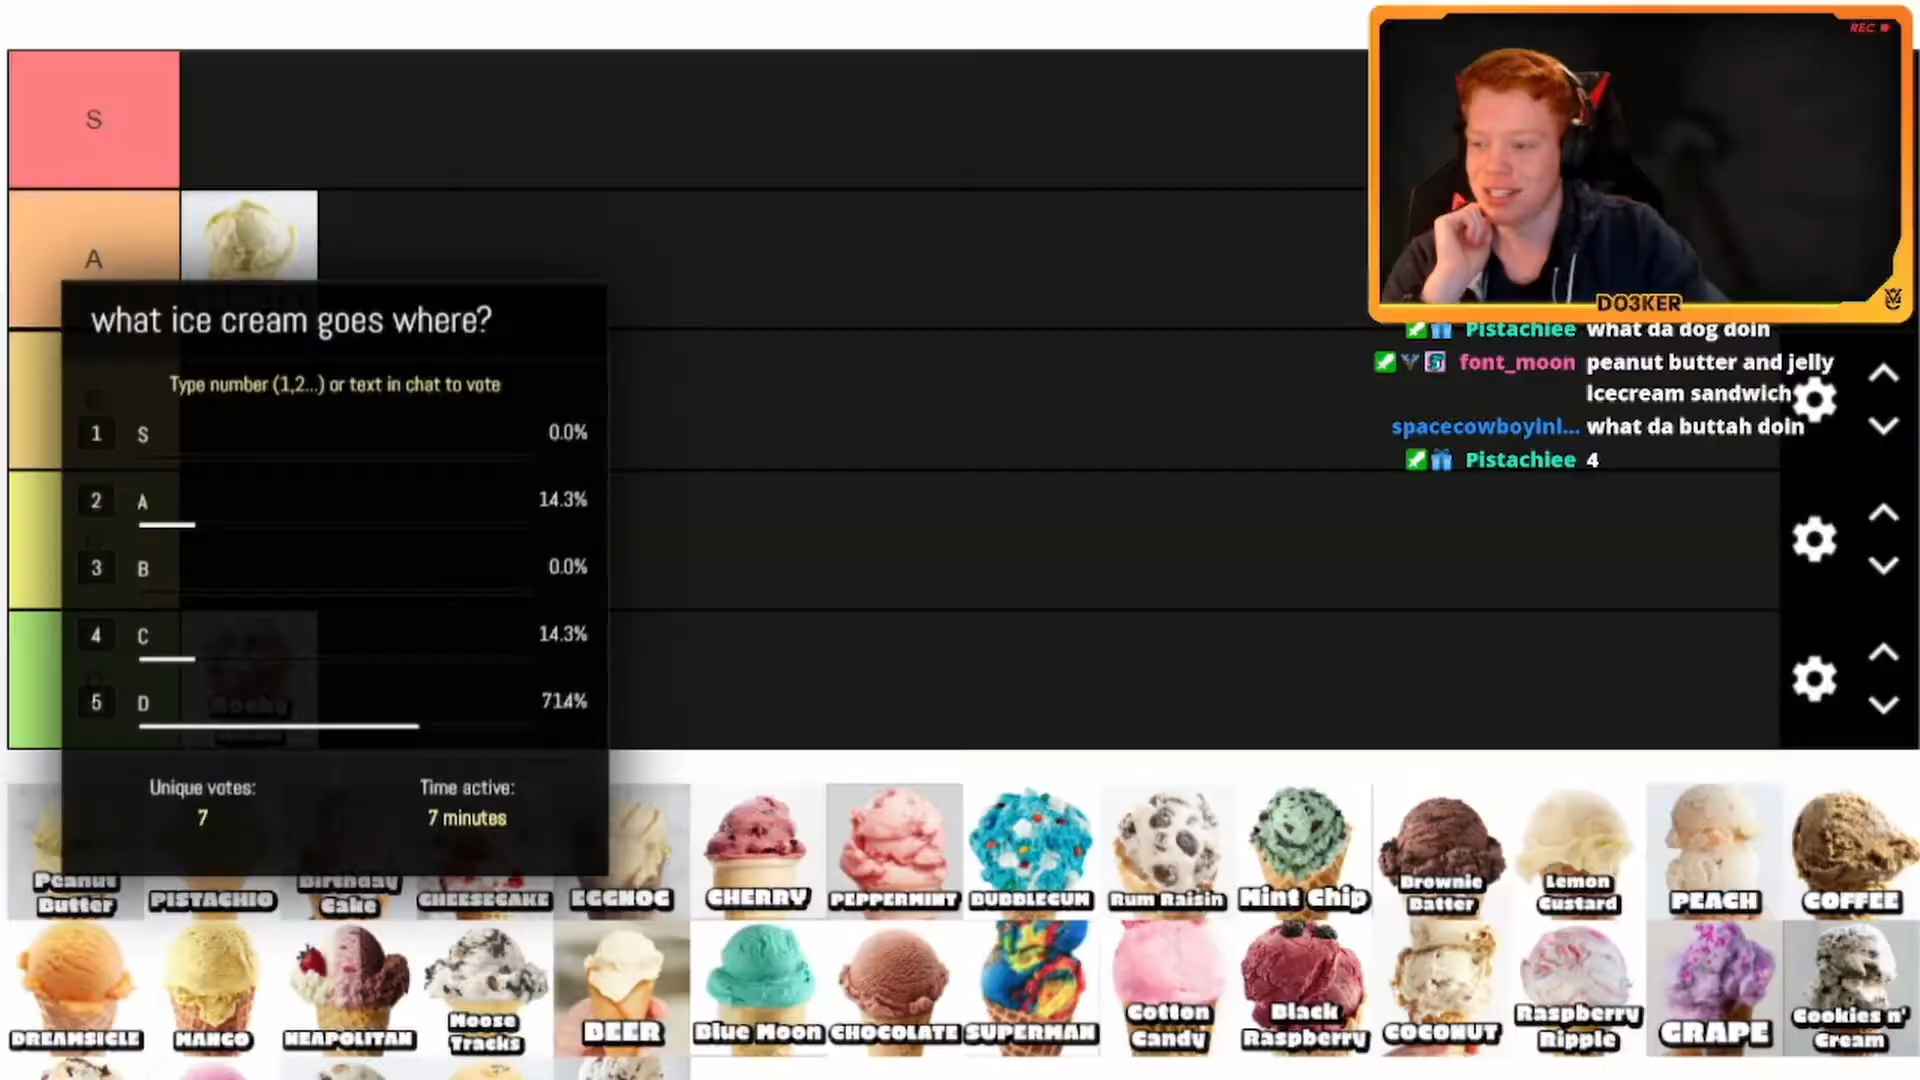 S
A
what ice cream goes where?
Type number (1,2...) or text in chat to vote
1 S 0.0%
2 A 14.3%
3 B 0.0%
4 C 14.3%
5 D 71.4%
Unique votes:
7
Time active:
7 minutes
REC
DO3KER
Pistachiee what da dog doin
font_moon peanut butter and jelly
icecream sandwich
spacecowboylnl... what da buttah doin
Pistachiee 4
Peanut
Butter
PISTACHIO
Birthday
Cake
CHEESECAKE
EGGNOG
CHERRY
PEPPERMINT
BUBBLEGUM
Rum Raisin
Mint Chip
Brownie
Batter
Lemon
Custard
PEACH
COFFEE
DREAMSICLE
MANGO
NEAPOLITAN
Moose
Tracks
BEER
Blue Moon
CHOCOLATE
SUPERMAN
Cotton
Candy
Black
Raspberry
COCONUT
Raspberry
Ripple
GRAPE
Cookies n'
Cream